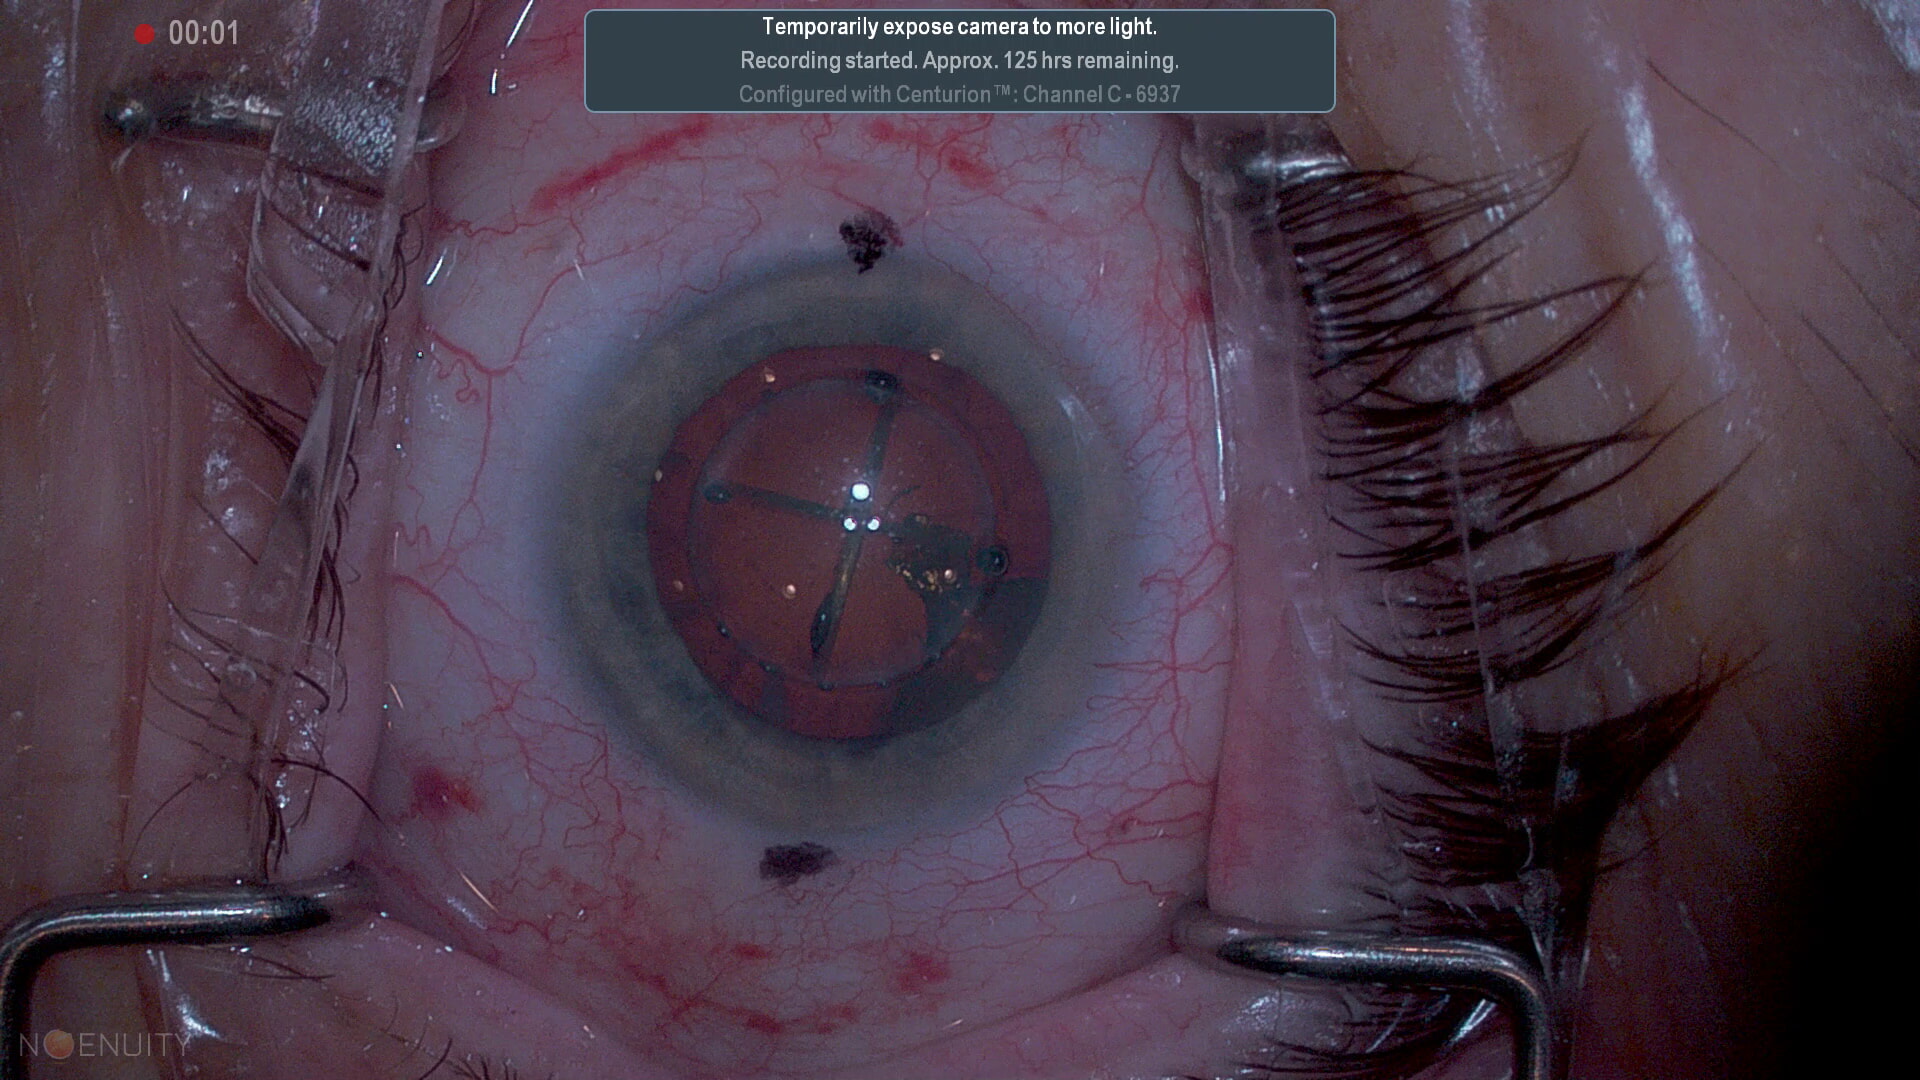 00:01
Temporarily expose camera to more light.
Recording started. Approx. 125 hrs remaining.
Configured with Centurion™: Channel C - 6937
NGENUITY